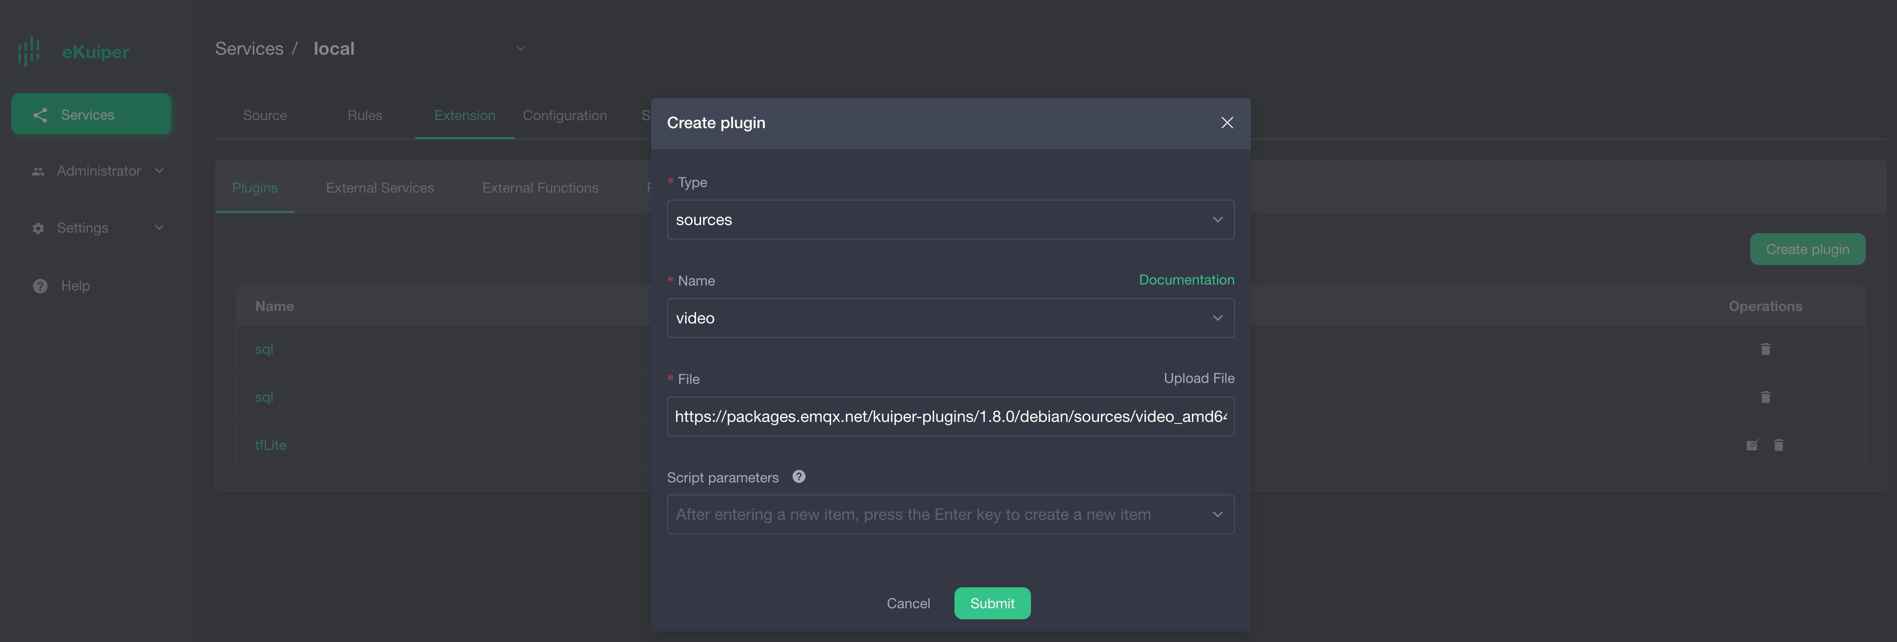 eKuiper
Services / local
Services
Administrator
Settings
Help
Source Rules Extension Configuration S
Plugins External Services External Functions
Create plugin
Name Operations
sql
sql
tfLite
Create plugin
* Type
sources
* Name Documentation
video
* File Upload File
https://packages.emqx.net/kuiper-plugins/1.8.0/debian/sources/video_amd64
Script parameters ?
After entering a new item, press the Enter key to create a new item
Cancel Submit